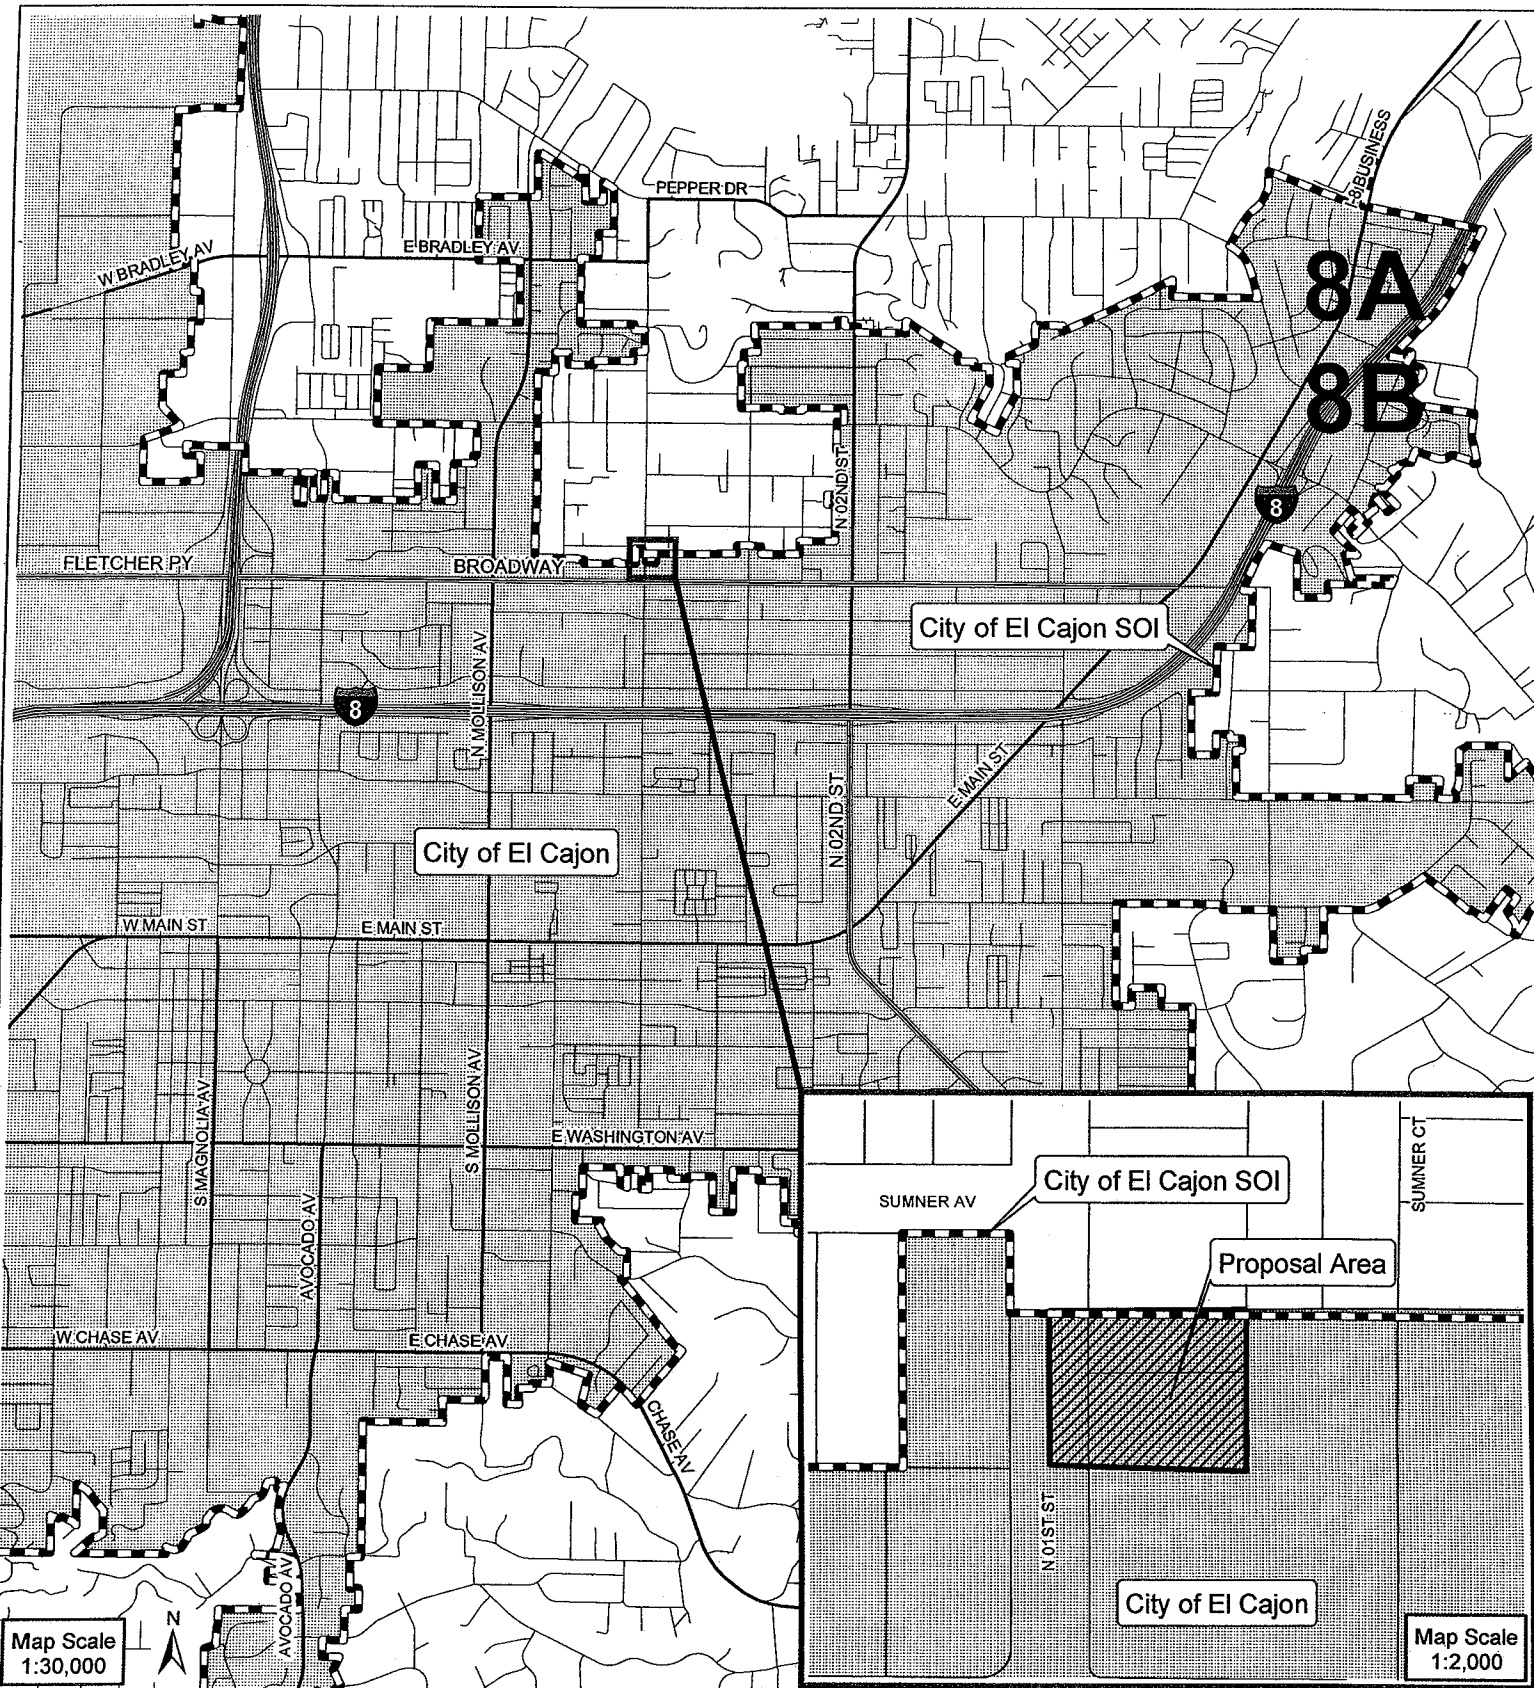 I-8 BUSINESS
PEPPER DR
E BRADLEY AV
W BRADLEY AV
8A
8B
N 02ND ST
8
FLETCHER PY
BROADWAY
City of El Cajon SOI
N MOLLISON AV
8
E MAIN ST
N 02ND ST
City of El Cajon
W MAIN ST
E MAIN ST
S MAGNOLIA AV
S MOLLISON AV
E WASHINGTON AV
AVOCADO AV
SUMNER CT
City of El Cajon SOI
SUMNER AV
Proposal Area
W CHASE AV
E CHASE AV
CHASE AV
N 01ST ST
AVOCADO AV
City of El Cajon
N
Map Scale
1:30,000
Map Scale
1:2,000